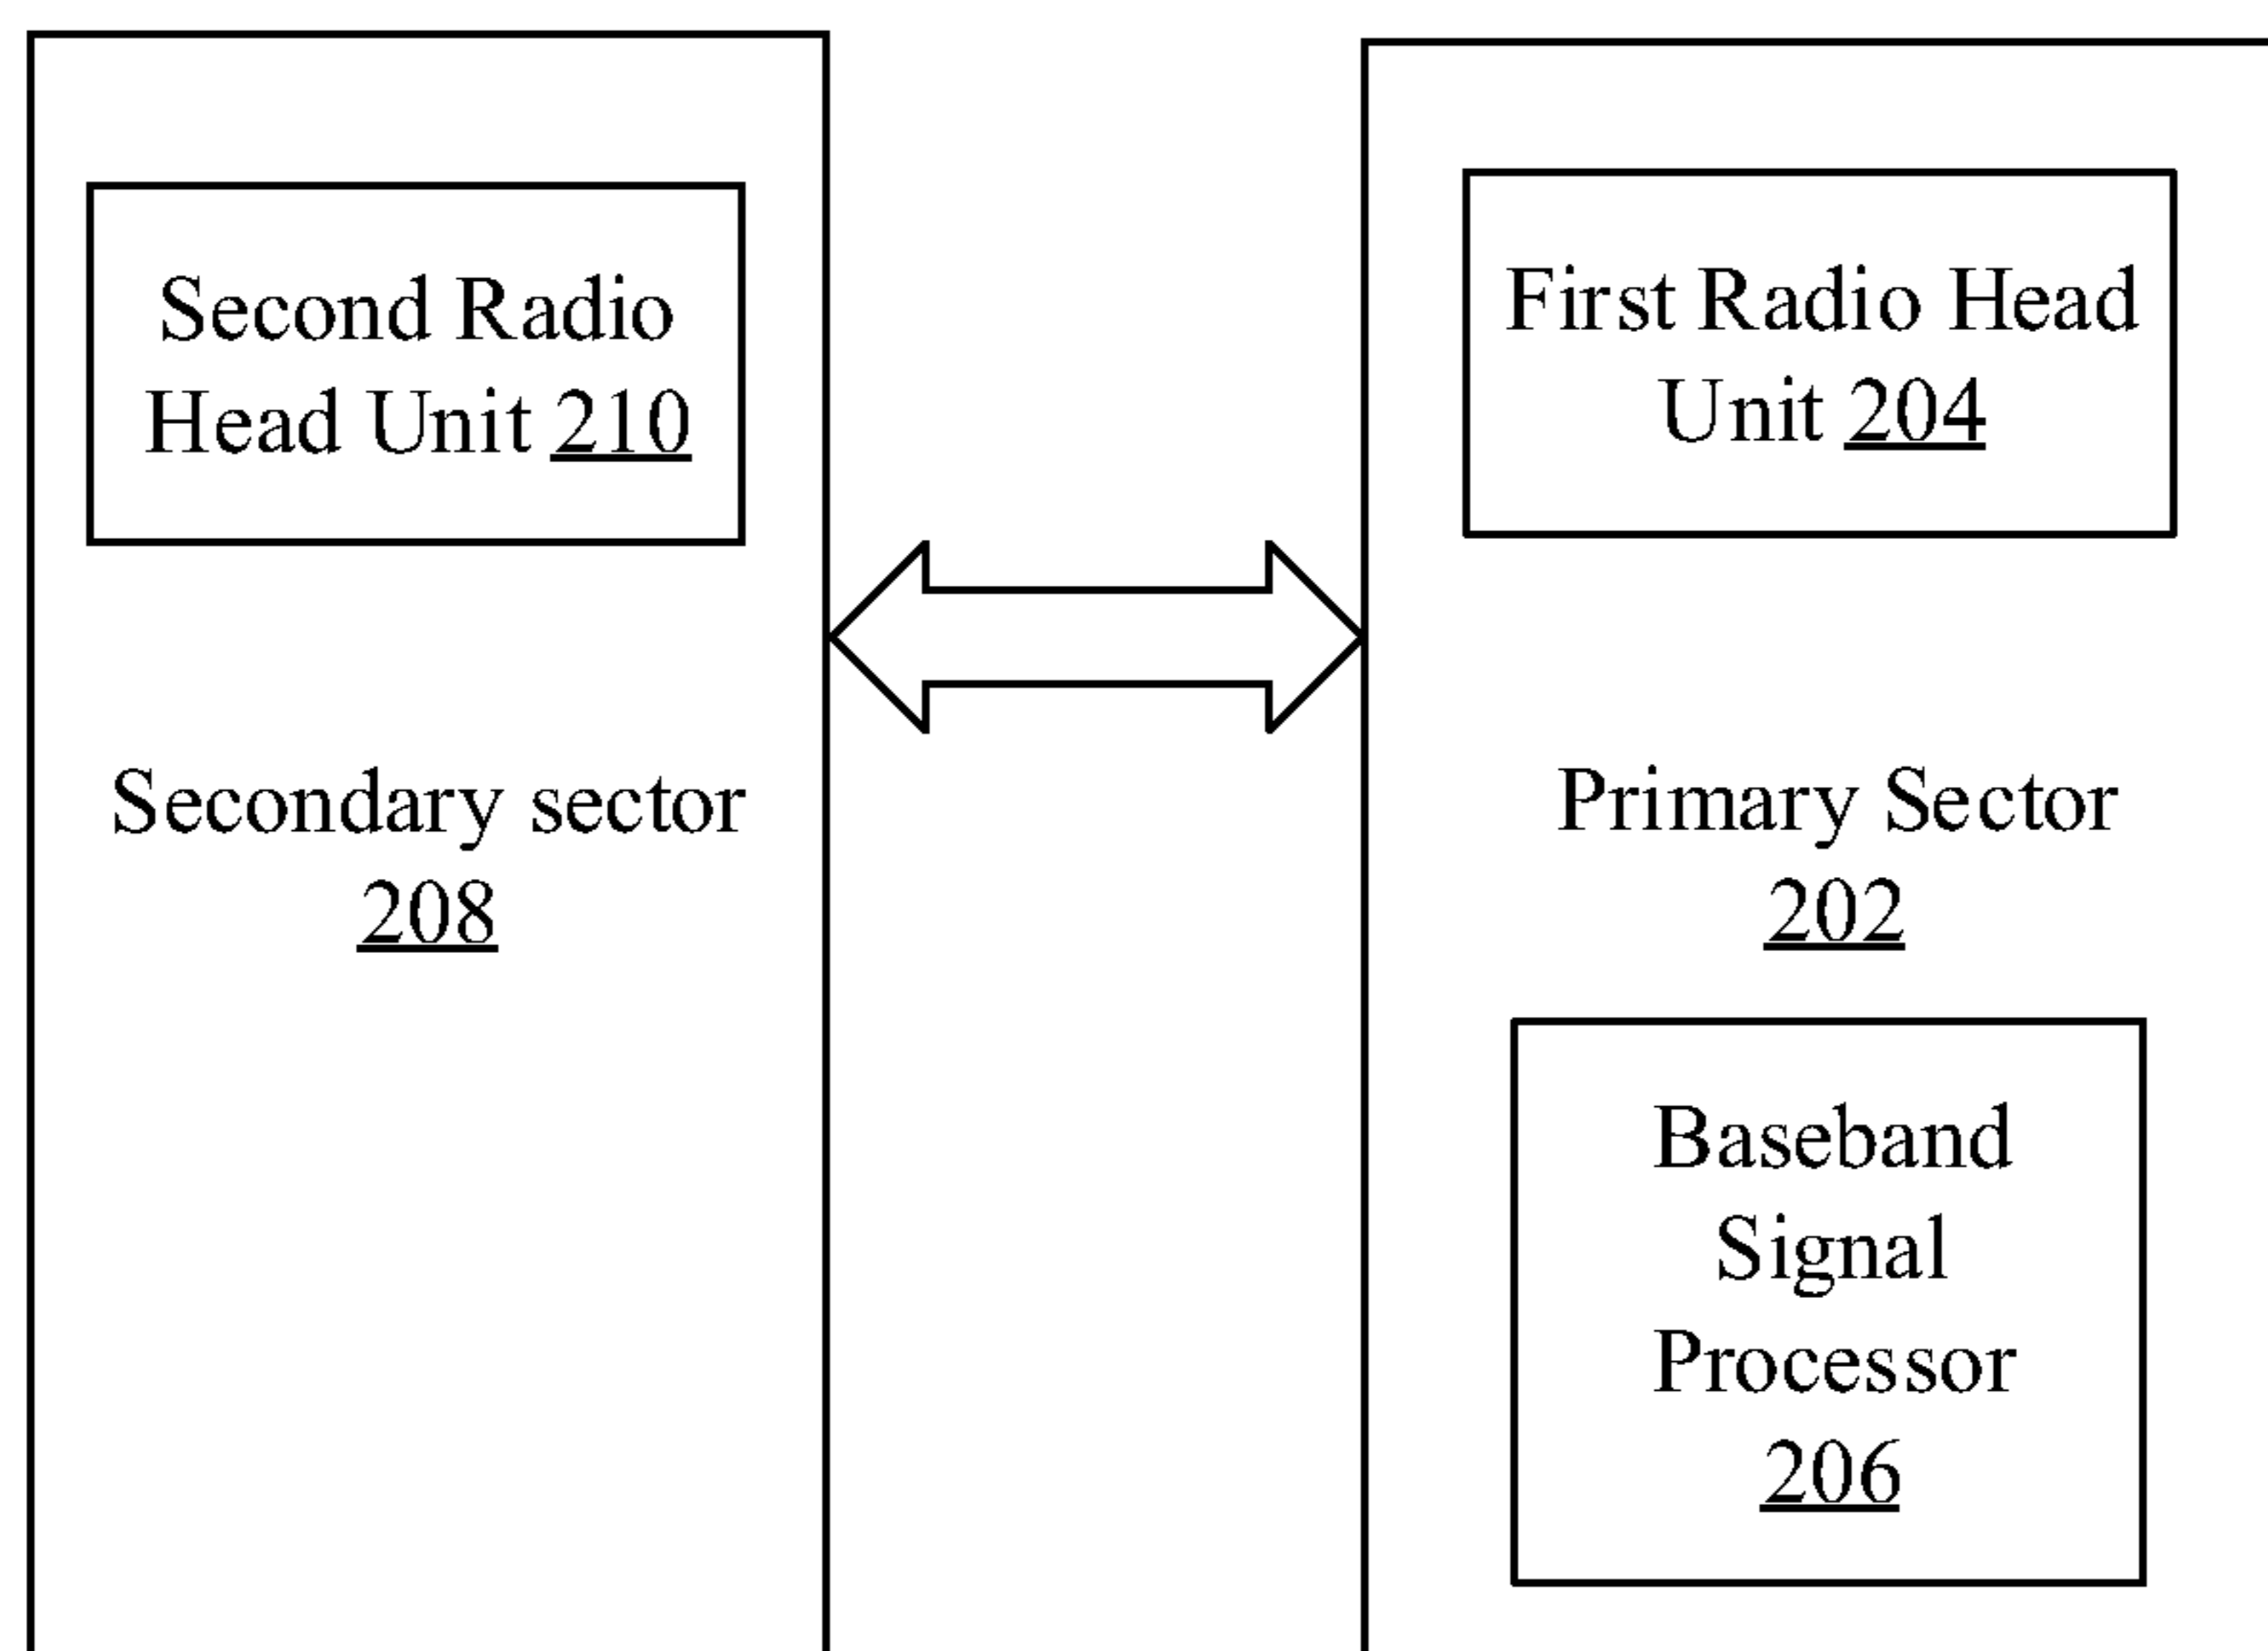 Second Radio
Head Unit 210
Secondary sector
208
First Radio Head
Unit 204
Primary Sector
202
Baseband
Signal
Processor
206